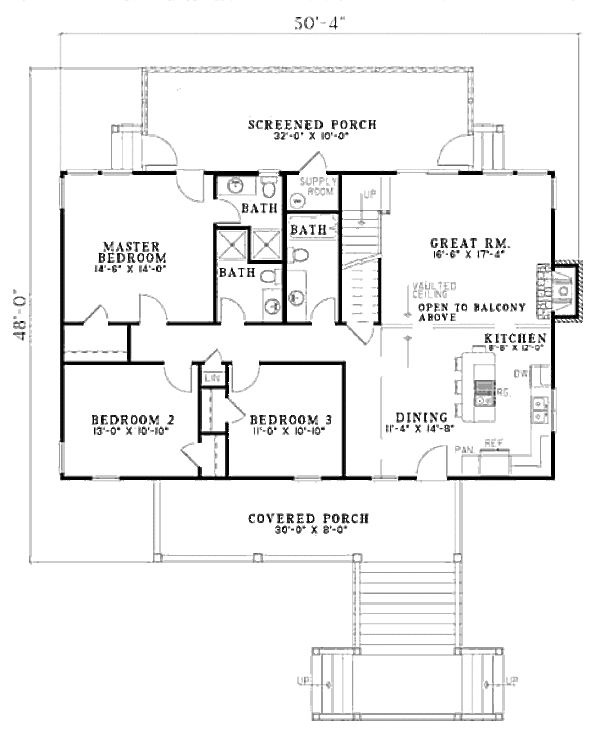 50'-4"
SCREENED PORCH
32'-0" X 10'-0"
SUPPLY
ROOM
UP
BATH
BATH
BATH
MASTER
BEDROOM
14'-6" X 14'-0"
GREAT RM.
16'-6" X 17'-4"
VAULTED
CEILING
OPEN TO BALCONY
ABOVE
48'-0"
KITCHEN
8'-8" X 12'-0"
LIN
DW
RG.
BEDROOM 2
13'-0" X 10'-10"
BEDROOM 3
11'-0" X 10'-10"
DINING
11'-4" X 14'-8"
PAN.
REF
COVERED PORCH
30'-0" X 8'-0"
UP
UP